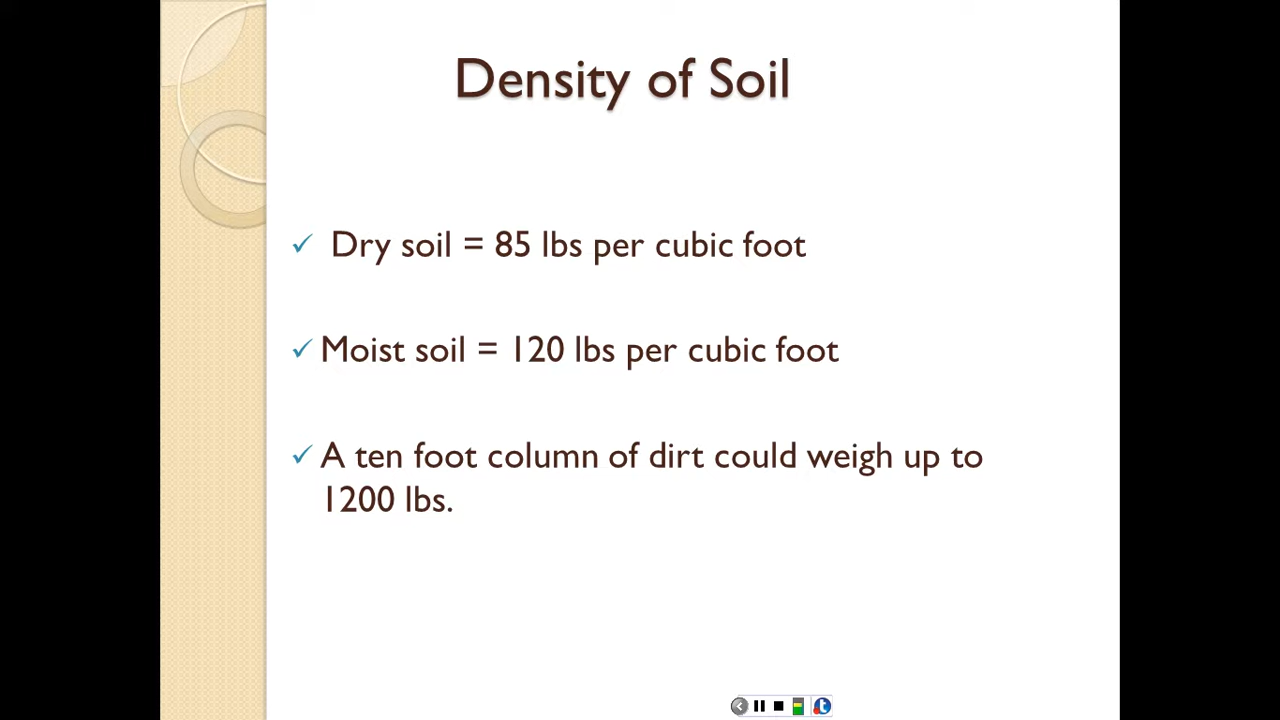 Density of Soil
✓ Dry soil = 85 lbs per cubic foot
✓ Moist soil = 120 lbs per cubic foot
✓ A ten foot column of dirt could weigh up to
1200 lbs.